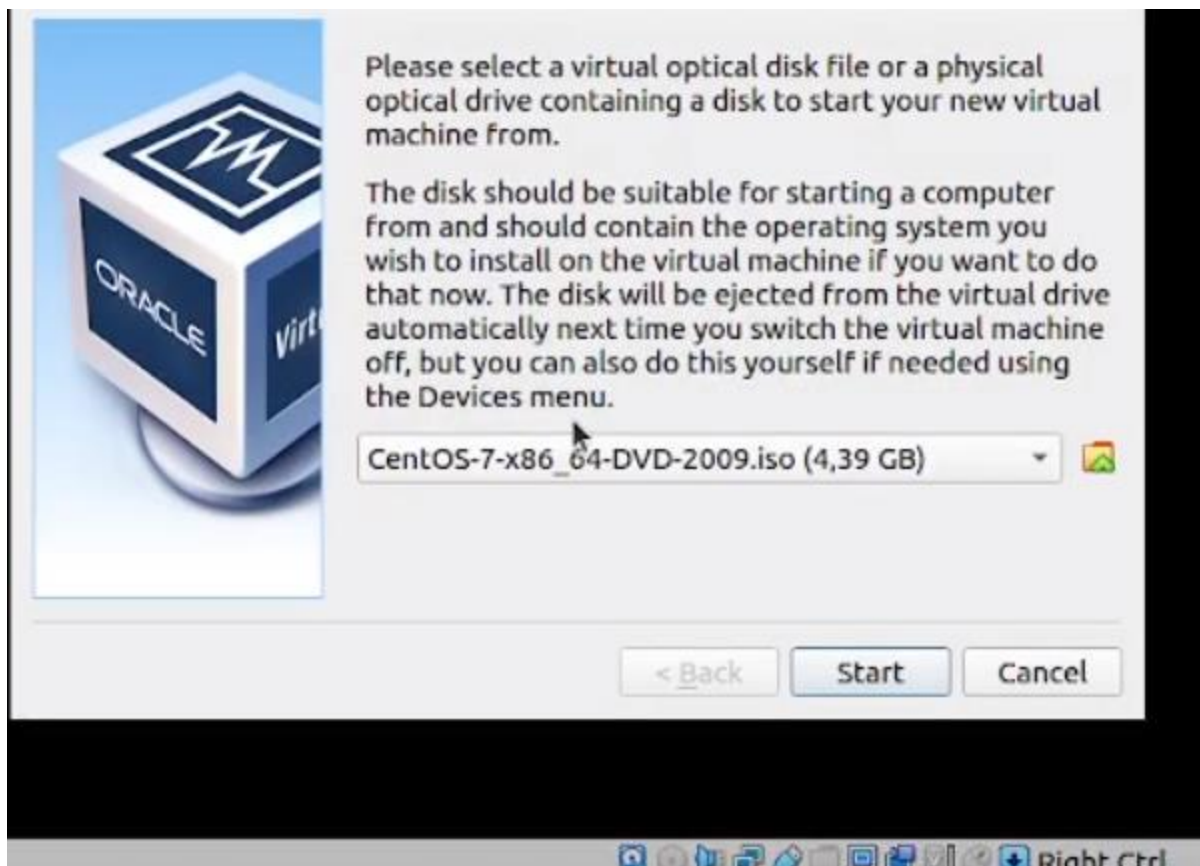 Please select a virtual optical disk file or a physical
optical drive containing a disk to start your new virtual
machine from.
The disk should be suitable for starting a computer
from and should contain the operating system you
wish to install on the virtual machine if you want to do
that now. The disk will be ejected from the virtual drive
automatically next time you switch the virtual machine
off, but you can also do this yourself if needed using
the Devices menu.
ORACLE
Virt
CentOS-7-x86_64-DVD-2009.iso (4,39 GB)
< Back
Start
Cancel
Right Ctrl